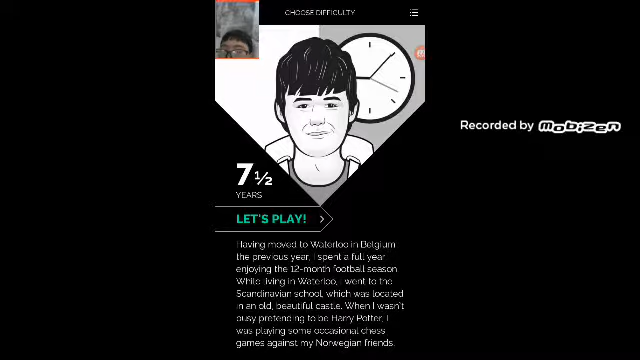 CHOOSE DIFFICULTY
Recorded by MOBIZEN
7 1/2
YEARS
LET'S PLAY!
Having moved to Waterloo in Belgium
the previous year, I spent a full year
enjoying the 12-month football season
While living in Waterloo, I went to the
Scandinavian school, which was located
in an old, beautiful castle. When I wasn't
busy pretending to be Harry Potter, I
was playing some occasional chess
games against my Norwegian friends.